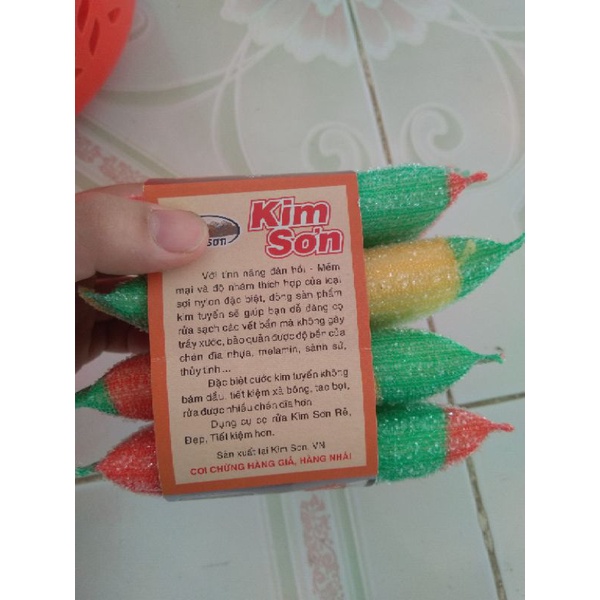 Kim
Sơn
sơn
Với tính năng đàn hồi - Mềm
mại và độ nhám thích hợp của loại
sợi nylon đặc biệt, dòng sản phẩm
kim tuyến sẽ giúp bạn dễ dàng cọ
rửa sạch các vết bẩn mà không gây
trầy xước, bảo quản được độ bền của
chén dĩa nhựa, melamin, sành sứ,
thủy tinh...
Đặc biệt cước kim tuyến không
bám dầu, tiết kiệm xà bông, tạo bọt,
rửa được nhiều chén dĩa hơn
Dụng cụ cọ rửa Kim Sơn Rẻ,
Đẹp, Tiết kiệm hơn.
Sản xuất tại Kim Sơn, VN
COI CHỪNG HÀNG GIẢ, HÀNG NHÁI